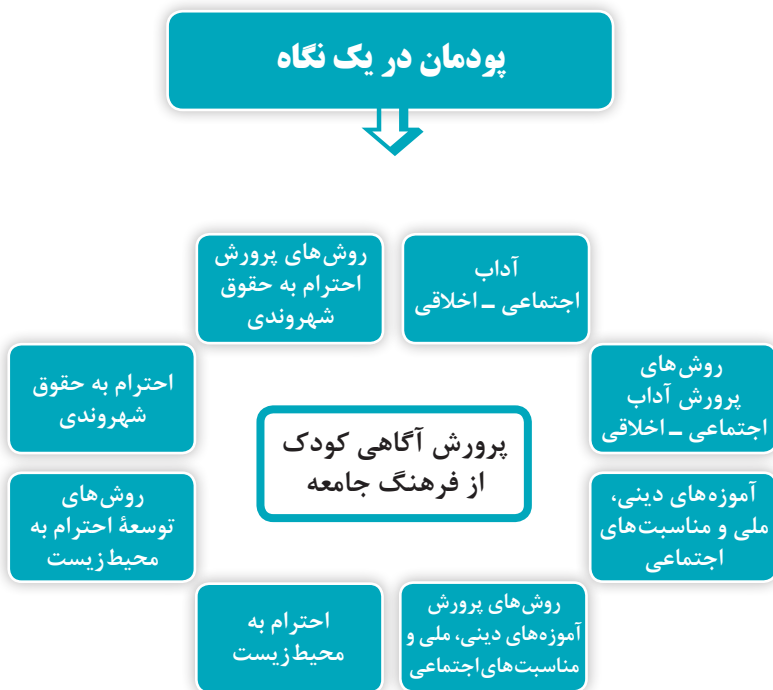 پودمان در یک نگاه
آداب
اجتماعی ــ اخلاقی
روش‌های
پرورش آداب
اجتماعی ــ اخلاقی
آموزه‌های دینی،
ملی و مناسبت‌های
اجتماعی
روش‌های پرورش
آموزه‌های دینی، ملی و
مناسبت‌های اجتماعی
احترام به
محیط زیست
روش‌های
توسعهٔ احترام به
محیط زیست
احترام به حقوق
شهروندی
روش‌های پرورش
احترام به حقوق
شهروندی
پرورش آگاهی کودک
از فرهنگ جامعه